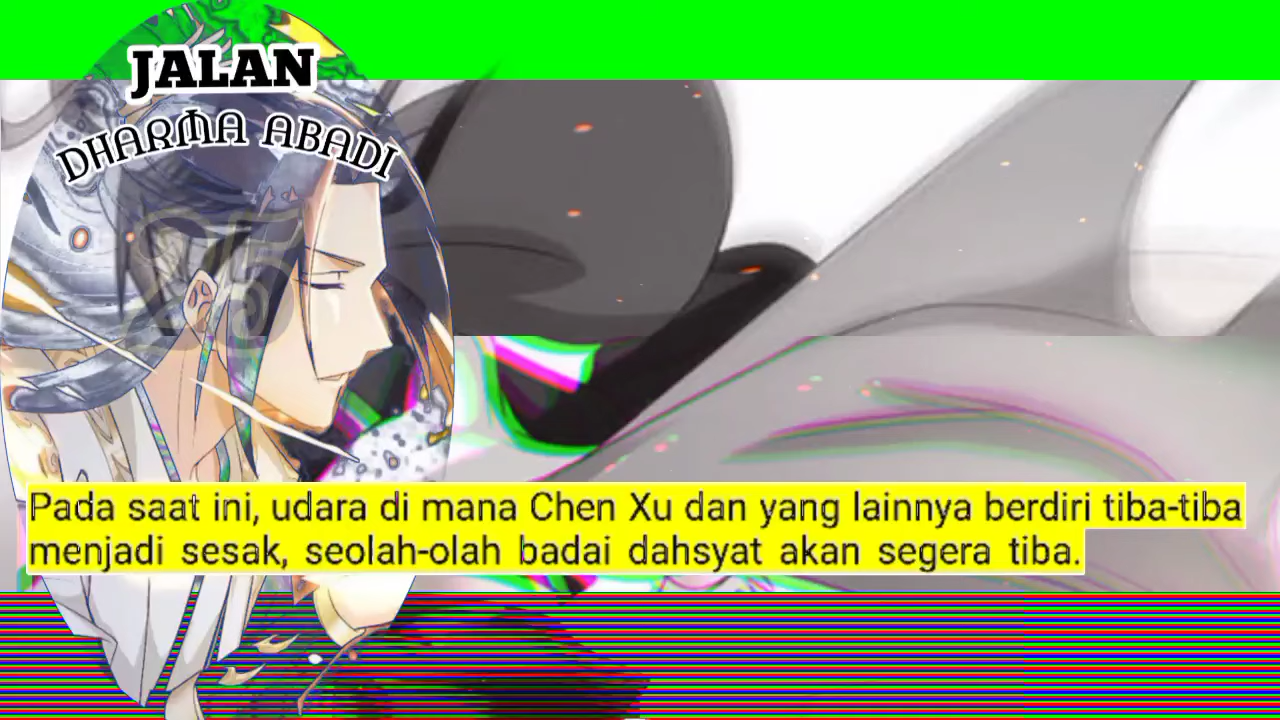 JALAN
DHARMA ABADI
Pada saat ini, udara di mana Chen Xu dan yang lainnya berdiri tiba-tiba
menjadi sesak, seolah-olah badai dahsyat akan segera tiba.